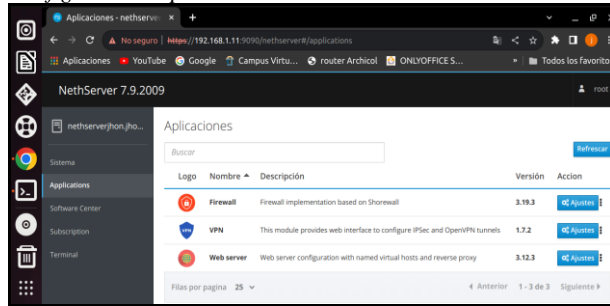 Aplicaciones - nethserver
No seguro https://192.168.1.11:9090/nethserver#/applications
Aplicaciones YouTube Google Campus Virtu... router Archicol ONLYOFFICE S... » Todos los favoritos
NethServer 7.9.2009 root
nethserverjhon.jho... Aplicaciones
Buscar Refrescar
Sistema
Logo Nombre Descripción Versión Accion
Applications
Firewall Firewall implementation based on Shorewall 3.19.3 Ajustes
Software Center
Subscription
VPN This module provides web interface to configure IPSec and OpenVPN tunnels 1.7.2 Ajustes
Terminal
Web server Web server configuration with named virtual hosts and reverse proxy 3.12.3 Ajustes
Filas por pagina 25 Anterior 1 - 3 de 3 Siguiente